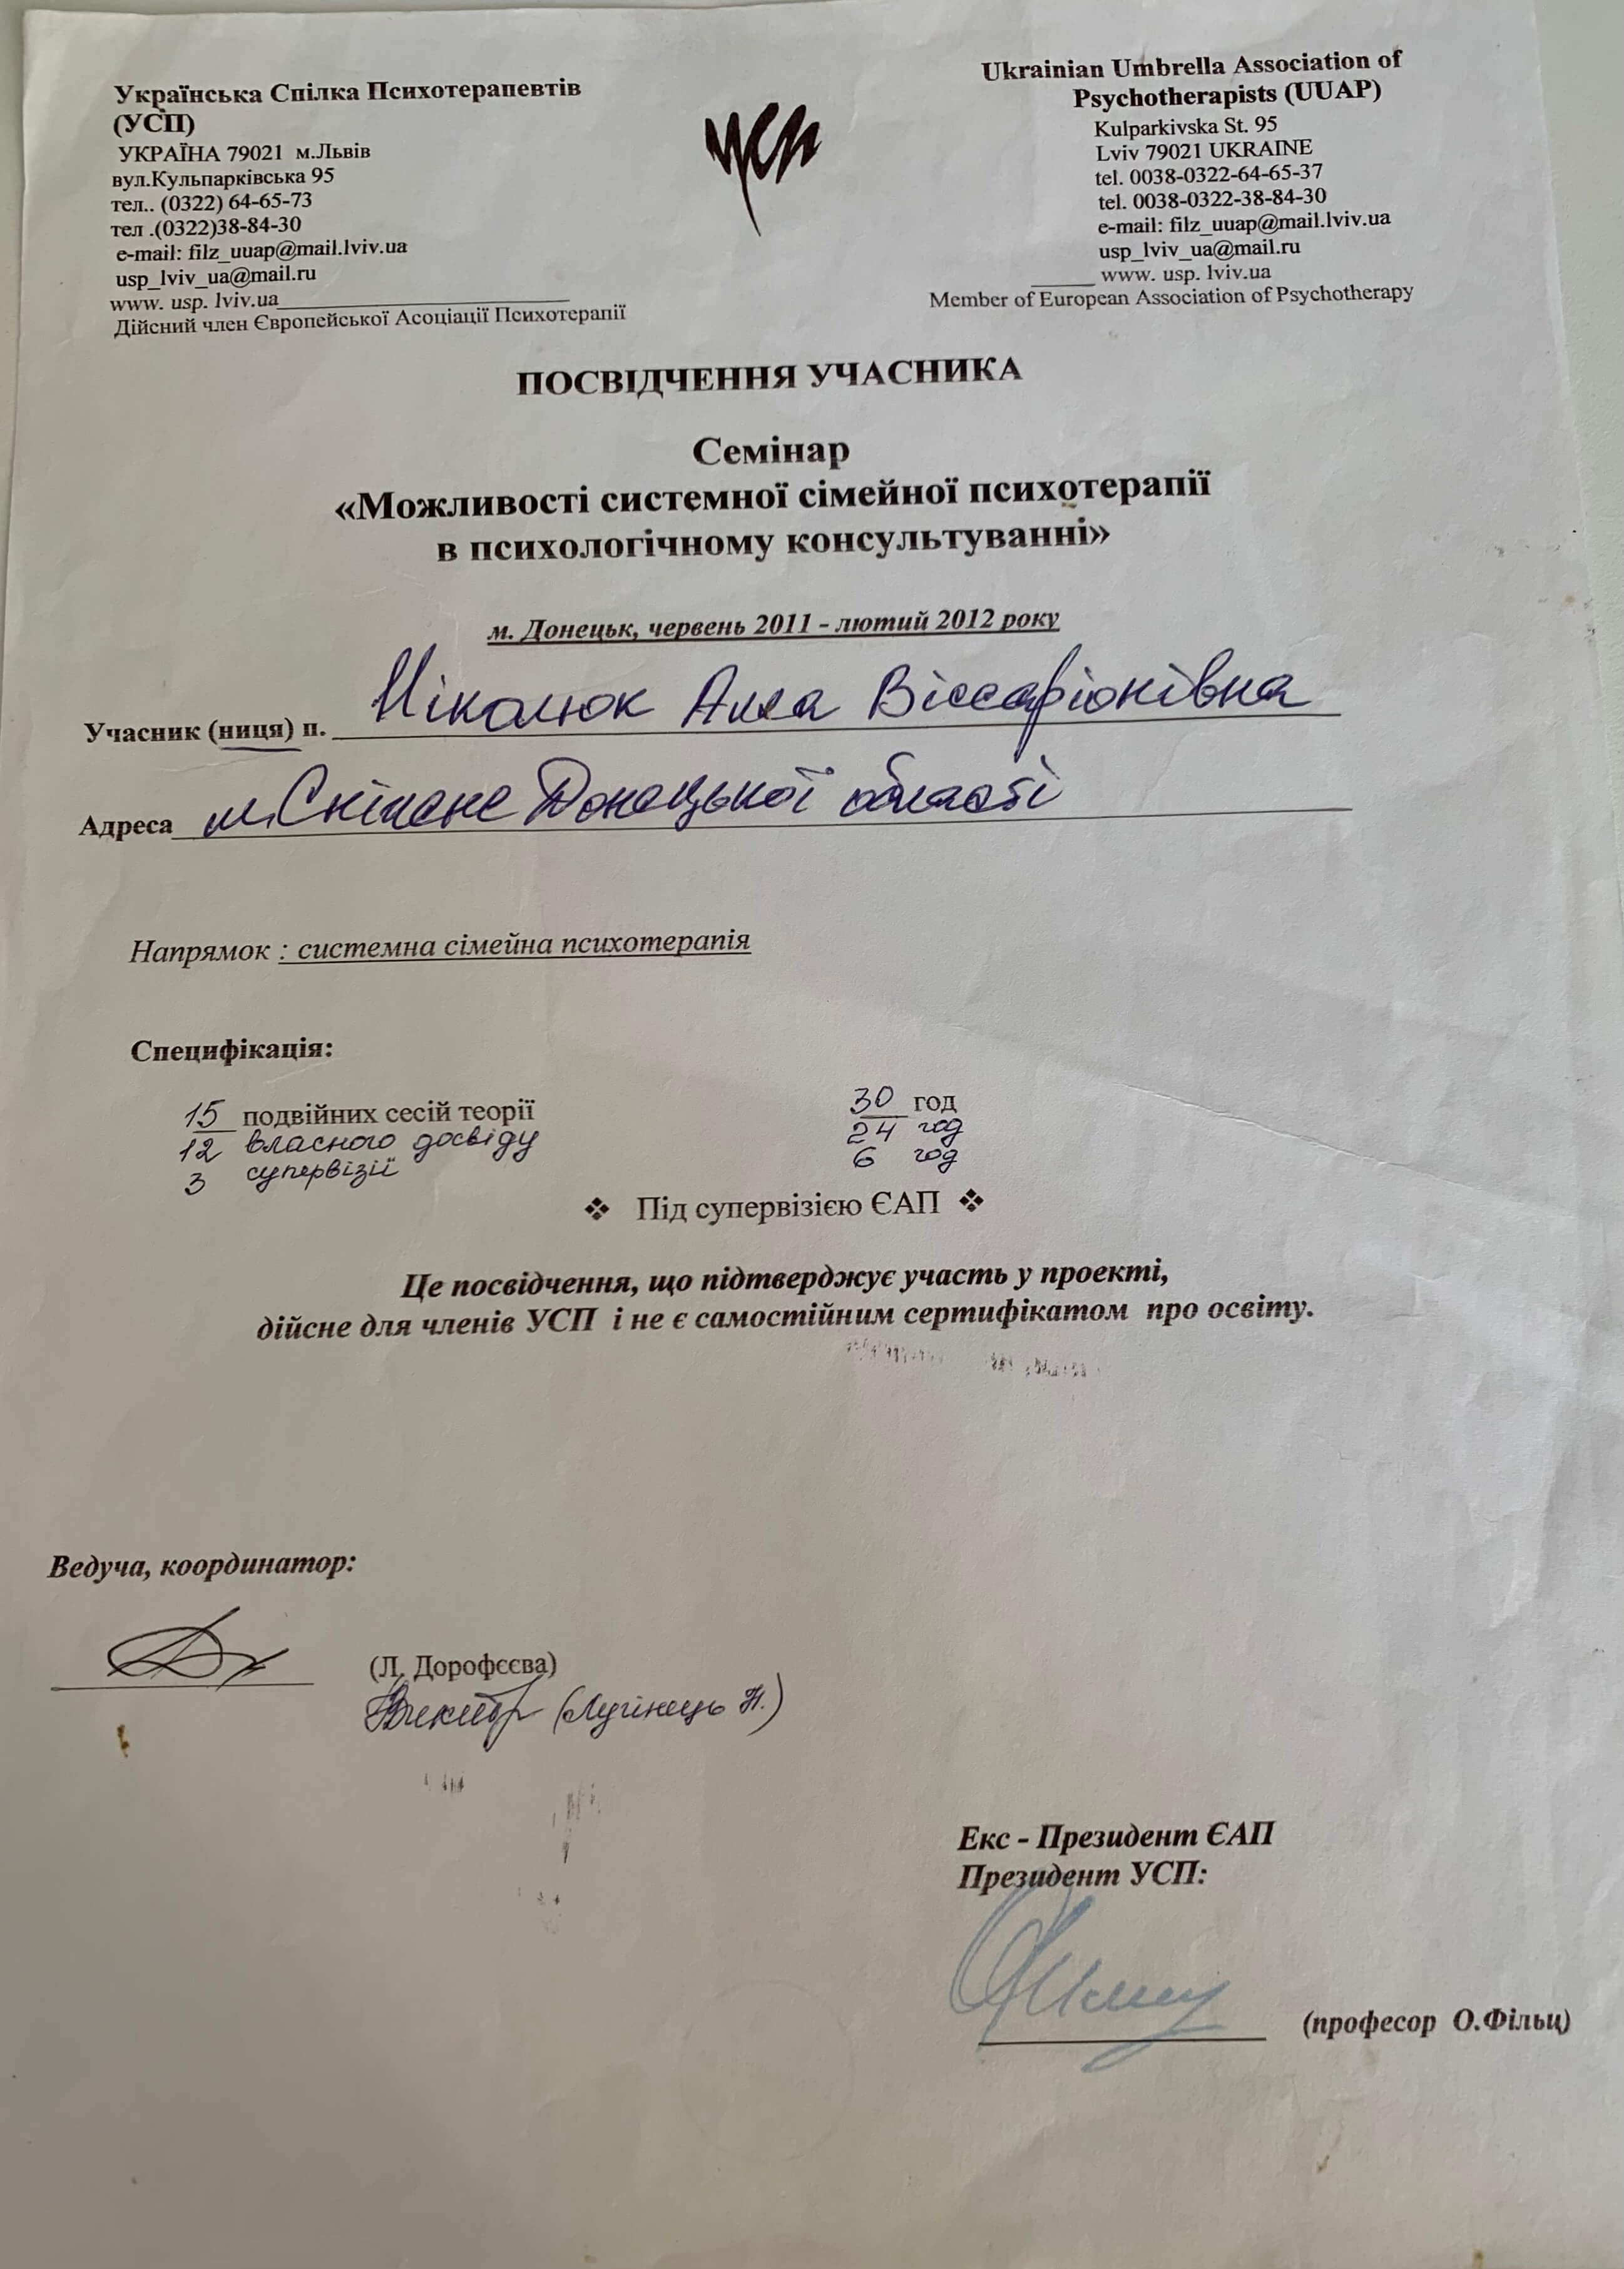 Українська Спілка Психотерапевтів
(УСП)
УКРАЇНА 79021 м.Львів
вул.Кульпарківська 95
тел.. (0322) 64-65-73
тел .(0322)38-84-30
e-mail: filz_uuap@mail.lviv.ua
usp_lviv_ua@mail.ru
www. usp. lviv.ua
Дійсний член Європейської Асоціації Психотерапії
усп
Ukrainian Umbrella Association of
Psychotherapists (UUAP)
Kulparkivska St. 95
Lviv 79021 UKRAINE
tel. 0038-0322-64-65-37
tel. 0038-0322-38-84-30
e-mail: filz_uuap@mail.lviv.ua
usp_lviv_ua@mail.ru
www. usp. lviv.ua
Member of European Association of Psychotherapy
ПОСВІДЧЕННЯ УЧАСНИКА
Семінар
«Можливості системної сімейної психотерапії
в психологічному консультуванні»
м. Донецьк, червень 2011 - лютий 2012 року
Учасник (ниця) п. Ніколюк Алла Віссаріонівна
Адреса м. Сніжне Донецької області
Напрямок : системна сімейна психотерапія
Специфікація:
15 подвійних сесій теорії 30 год
12 власного досвіду 24 год
3 супервізії 6 год
❖ Під супервізією ЄАП ❖
Це посвідчення, що підтверджує участь у проекті,
дійсне для членів УСП і не є самостійним сертифікатом про освіту.
Ведуча, координатор:
(Л. Дорофєєва)
(Лугінець Н.)
Екс - Президент ЄАП
Президент УСП:
(професор О.Фільц)